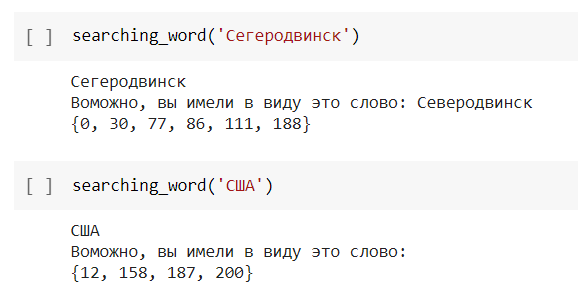 [ ] searching_word('Сегеродвинск')
Сегеродвинск
Воможно, вы имели в виду это слово: Северодвинск
{0, 30, 77, 86, 111, 188}
[ ] searching_word('США')
США
Воможно, вы имели в виду это слово:
{12, 158, 187, 200}